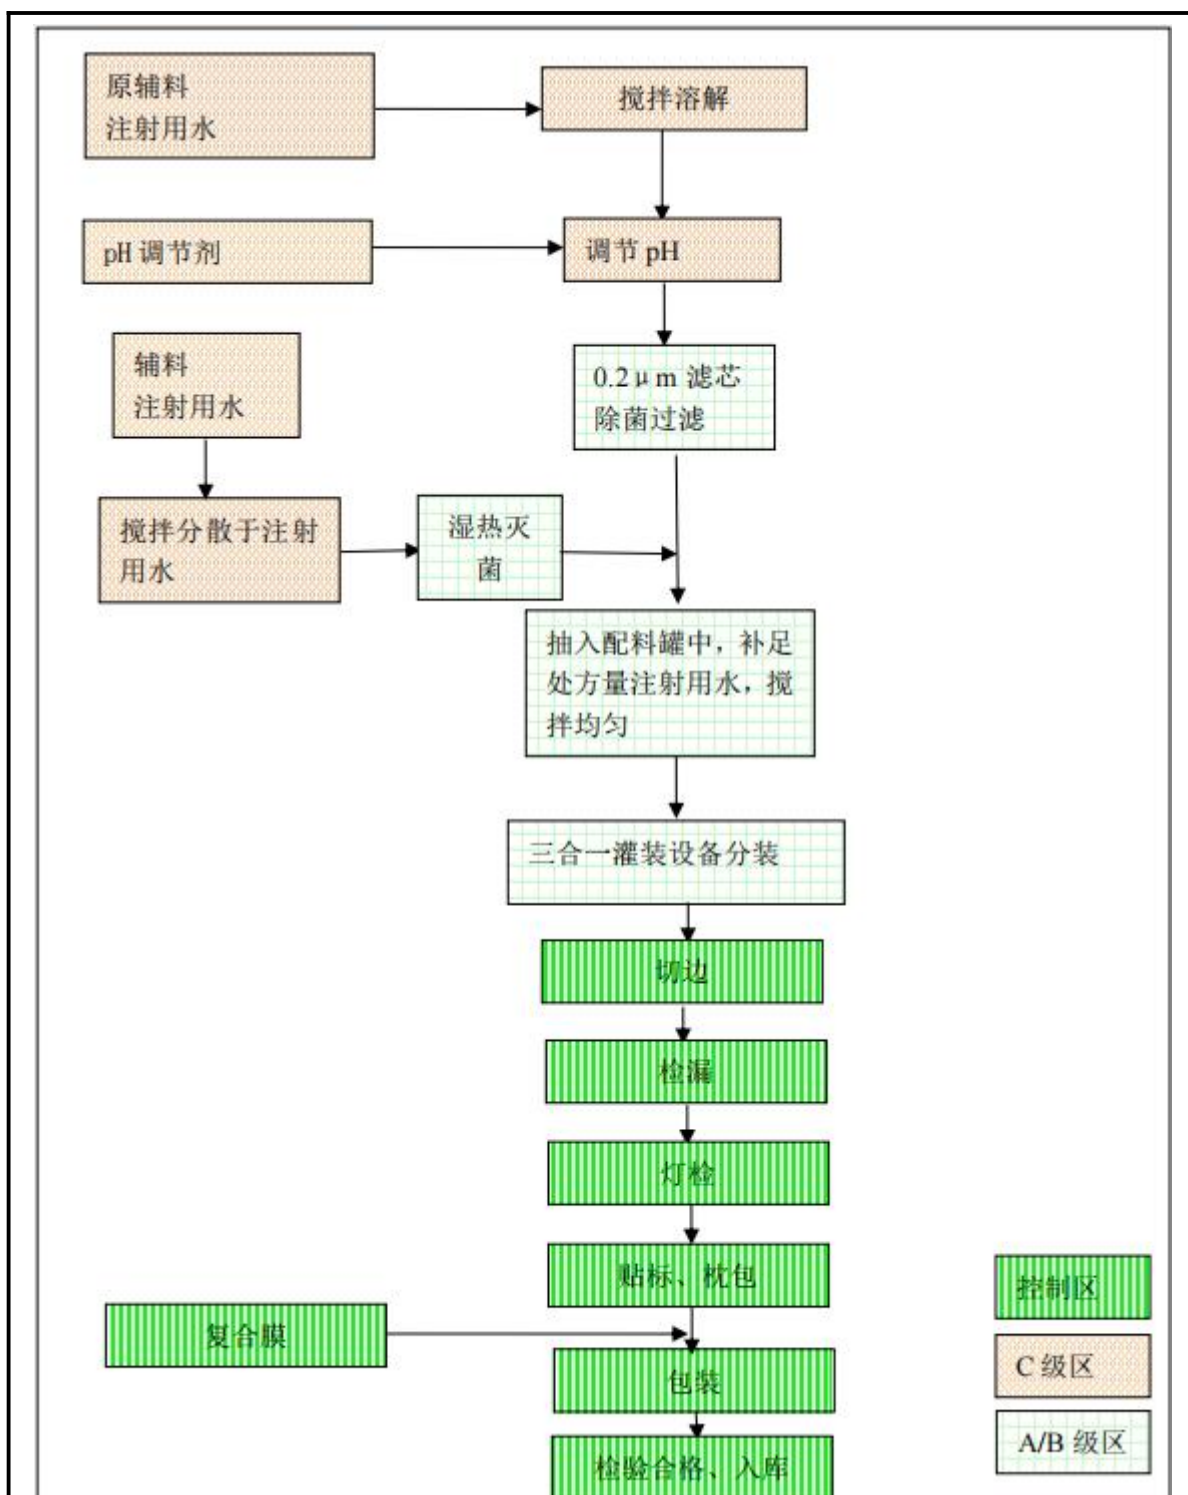 原辅料
注射用水
搅拌溶解
pH 调节剂
调节 pH
辅料
注射用水
0.2μm 滤芯
除菌过滤
搅拌分散于注射
用水
湿热灭
菌
抽入配料罐中，补足
处方量注射用水，搅
拌均匀
三合一灌装设备分装
切边
检漏
灯检
贴标、枕包
复合膜
包装
检验合格、入库
控制区
C 级区
A/B 级区